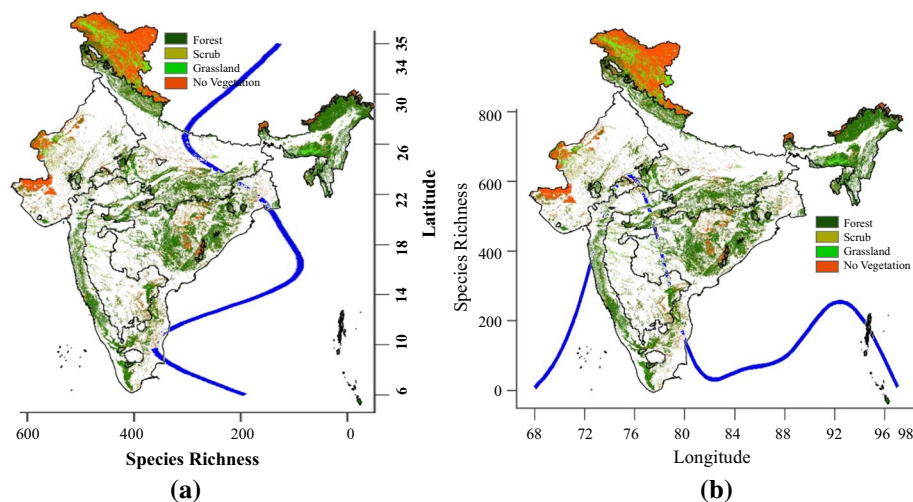 Forest
Scrub
Grassland
No Vegetation
35
34
30
26
22
18
14
10
6
Latitude
600 400 200 0
Species Richness
(a)
800
600
400
200
0
Species Richness
Forest
Scrub
Grassland
No Vegetation
68 72 76 80 84 88 92 96 98
Longitude
(b)